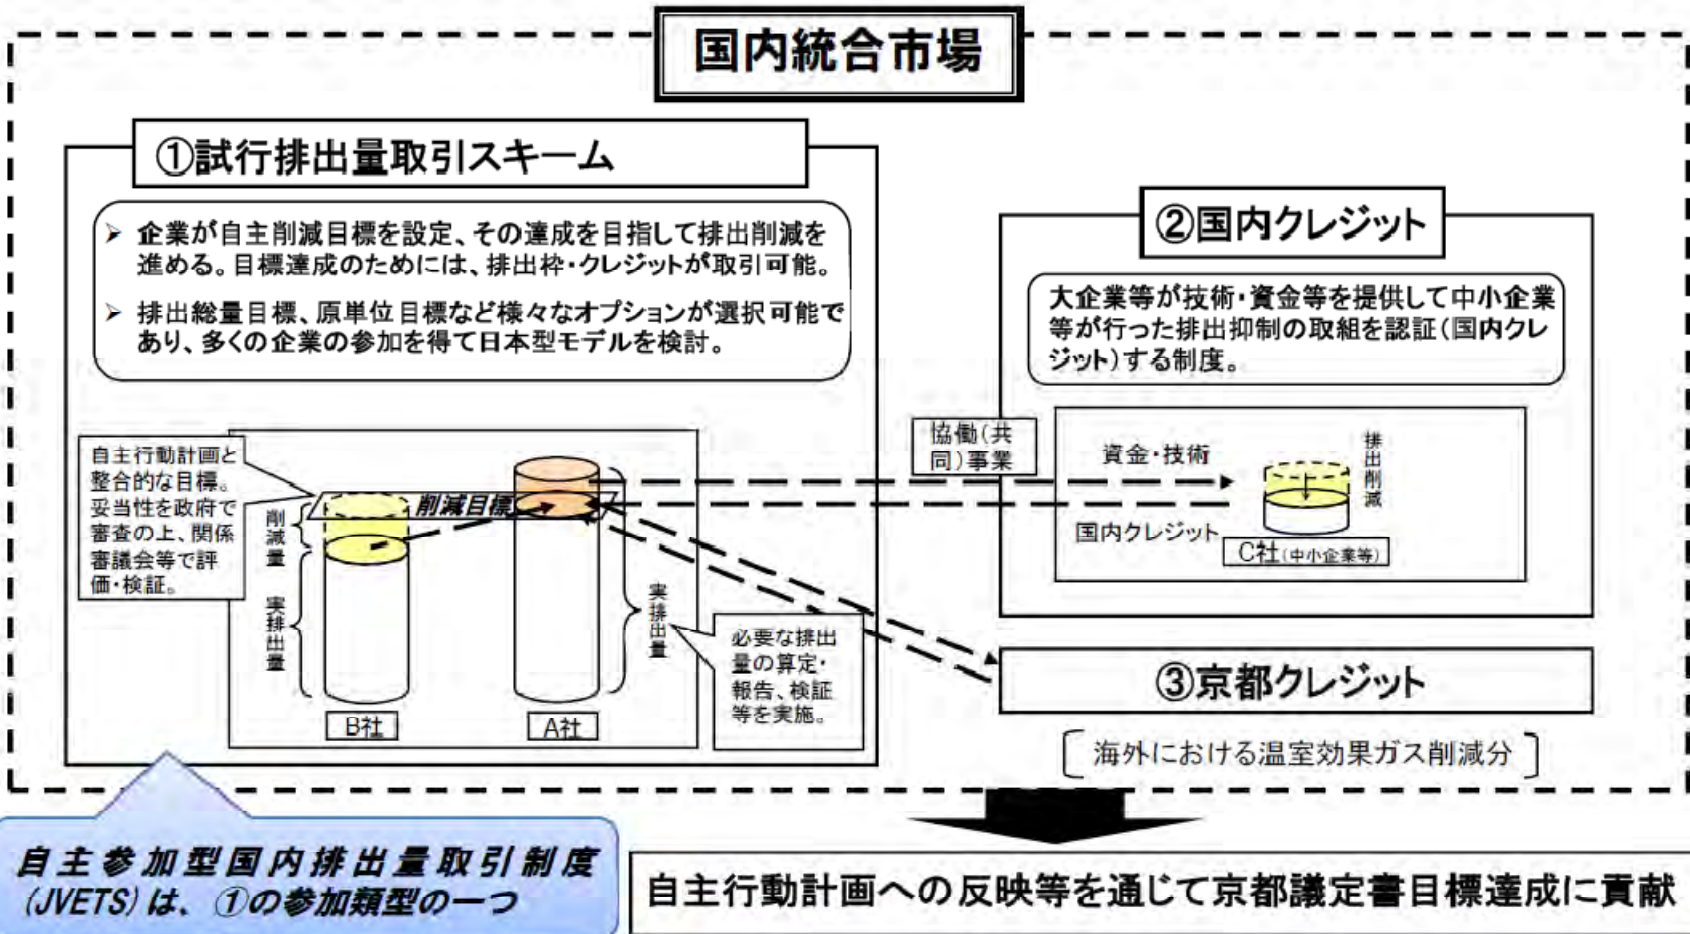 国内統合市場
①試行排出量取引スキーム
➢ 企業が自主削減目標を設定、その達成を目指して排出削減を
進める。目標達成のためには、排出枠・クレジットが取引可能。
➢ 排出総量目標、原単位目標など様々なオプションが選択可能で
あり、多くの企業の参加を得て日本型モデルを検討。
自主行動計画と
整合的な目標。
妥当性を政府で
審査の上、関係
審議会等で評
価・検証。
削減量
実排出量
削減目標
B社
A社
実排出量
必要な排出
量の算定・
報告、検証
等を実施。
②国内クレジット
大企業等が技術・資金等を提供して中小企業
等が行った排出抑制の取組を認証(国内クレ
ジット)する制度。
協働(共
同)事業
資金・技術
国内クレジット
排出削減
C社(中小企業等)
③京都クレジット
海外における温室効果ガス削減分
自主参加型国内排出量取引制度
(JVETS)は、①の参加類型の一つ
自主行動計画への反映等を通じて京都議定書目標達成に貢献